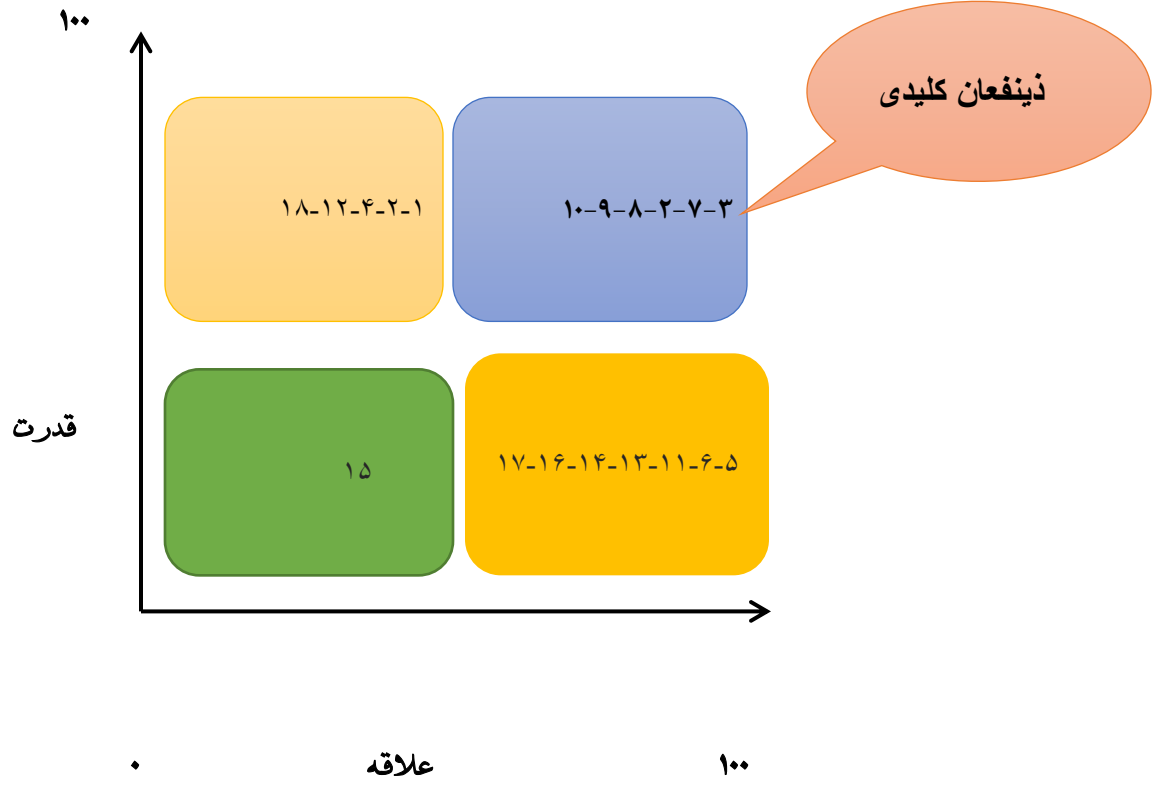 ۱۰۰
ذینفعان کلیدی
۱۸-۱۲-۴-۲-۱
۱۰-۹-۸-۲-۷-۳
قدرت
۱۵
۱۷-۱۶-۱۴-۱۳-۱۱-۶-۵
۰ علاقه ۱۰۰